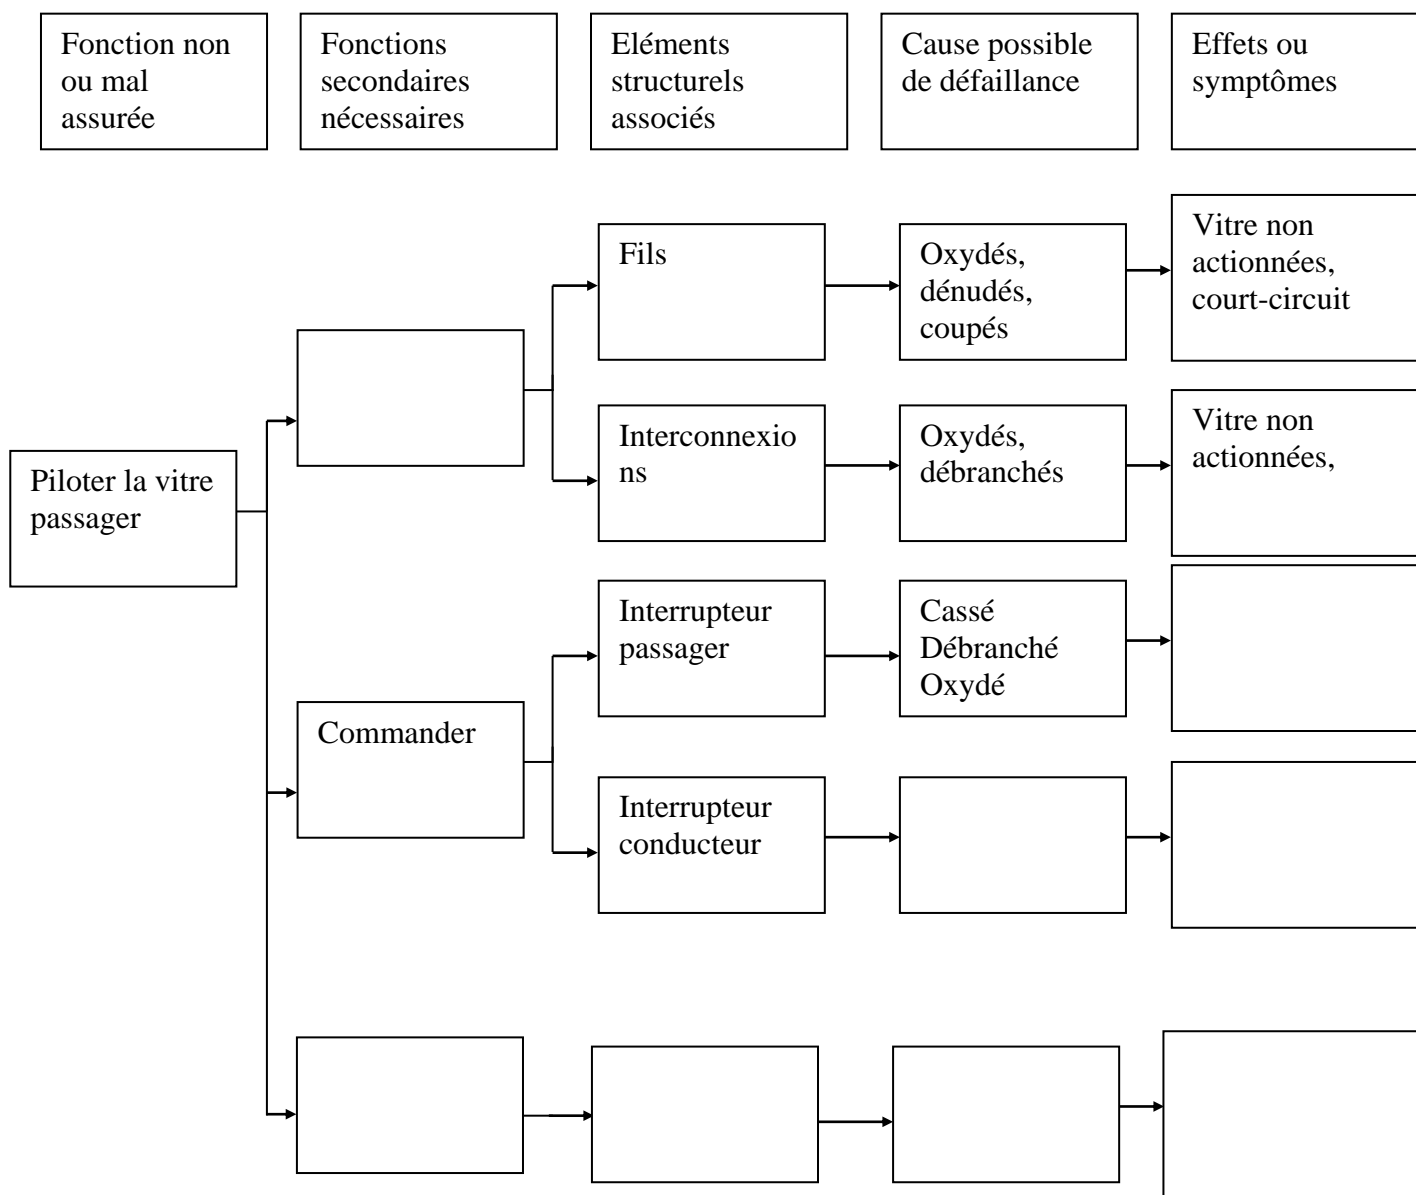 Fonction non
ou mal
assurée
Fonctions
secondaires
nécessaires
Eléments
structurels
associés
Cause possible
de défaillance
Effets ou
symptômes
Fils
Oxydés,
dénudés,
coupés
Vitre non
actionnées,
court-circuit
Interconnexio
ns
Oxydés,
débranchés
Vitre non
actionnées,
Piloter la vitre
passager
Interrupteur
passager
Cassé
Débranché
Oxydé
Commander
Interrupteur
conducteur